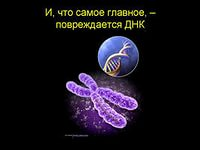 И, что самое главное, –
повреждается ДНК